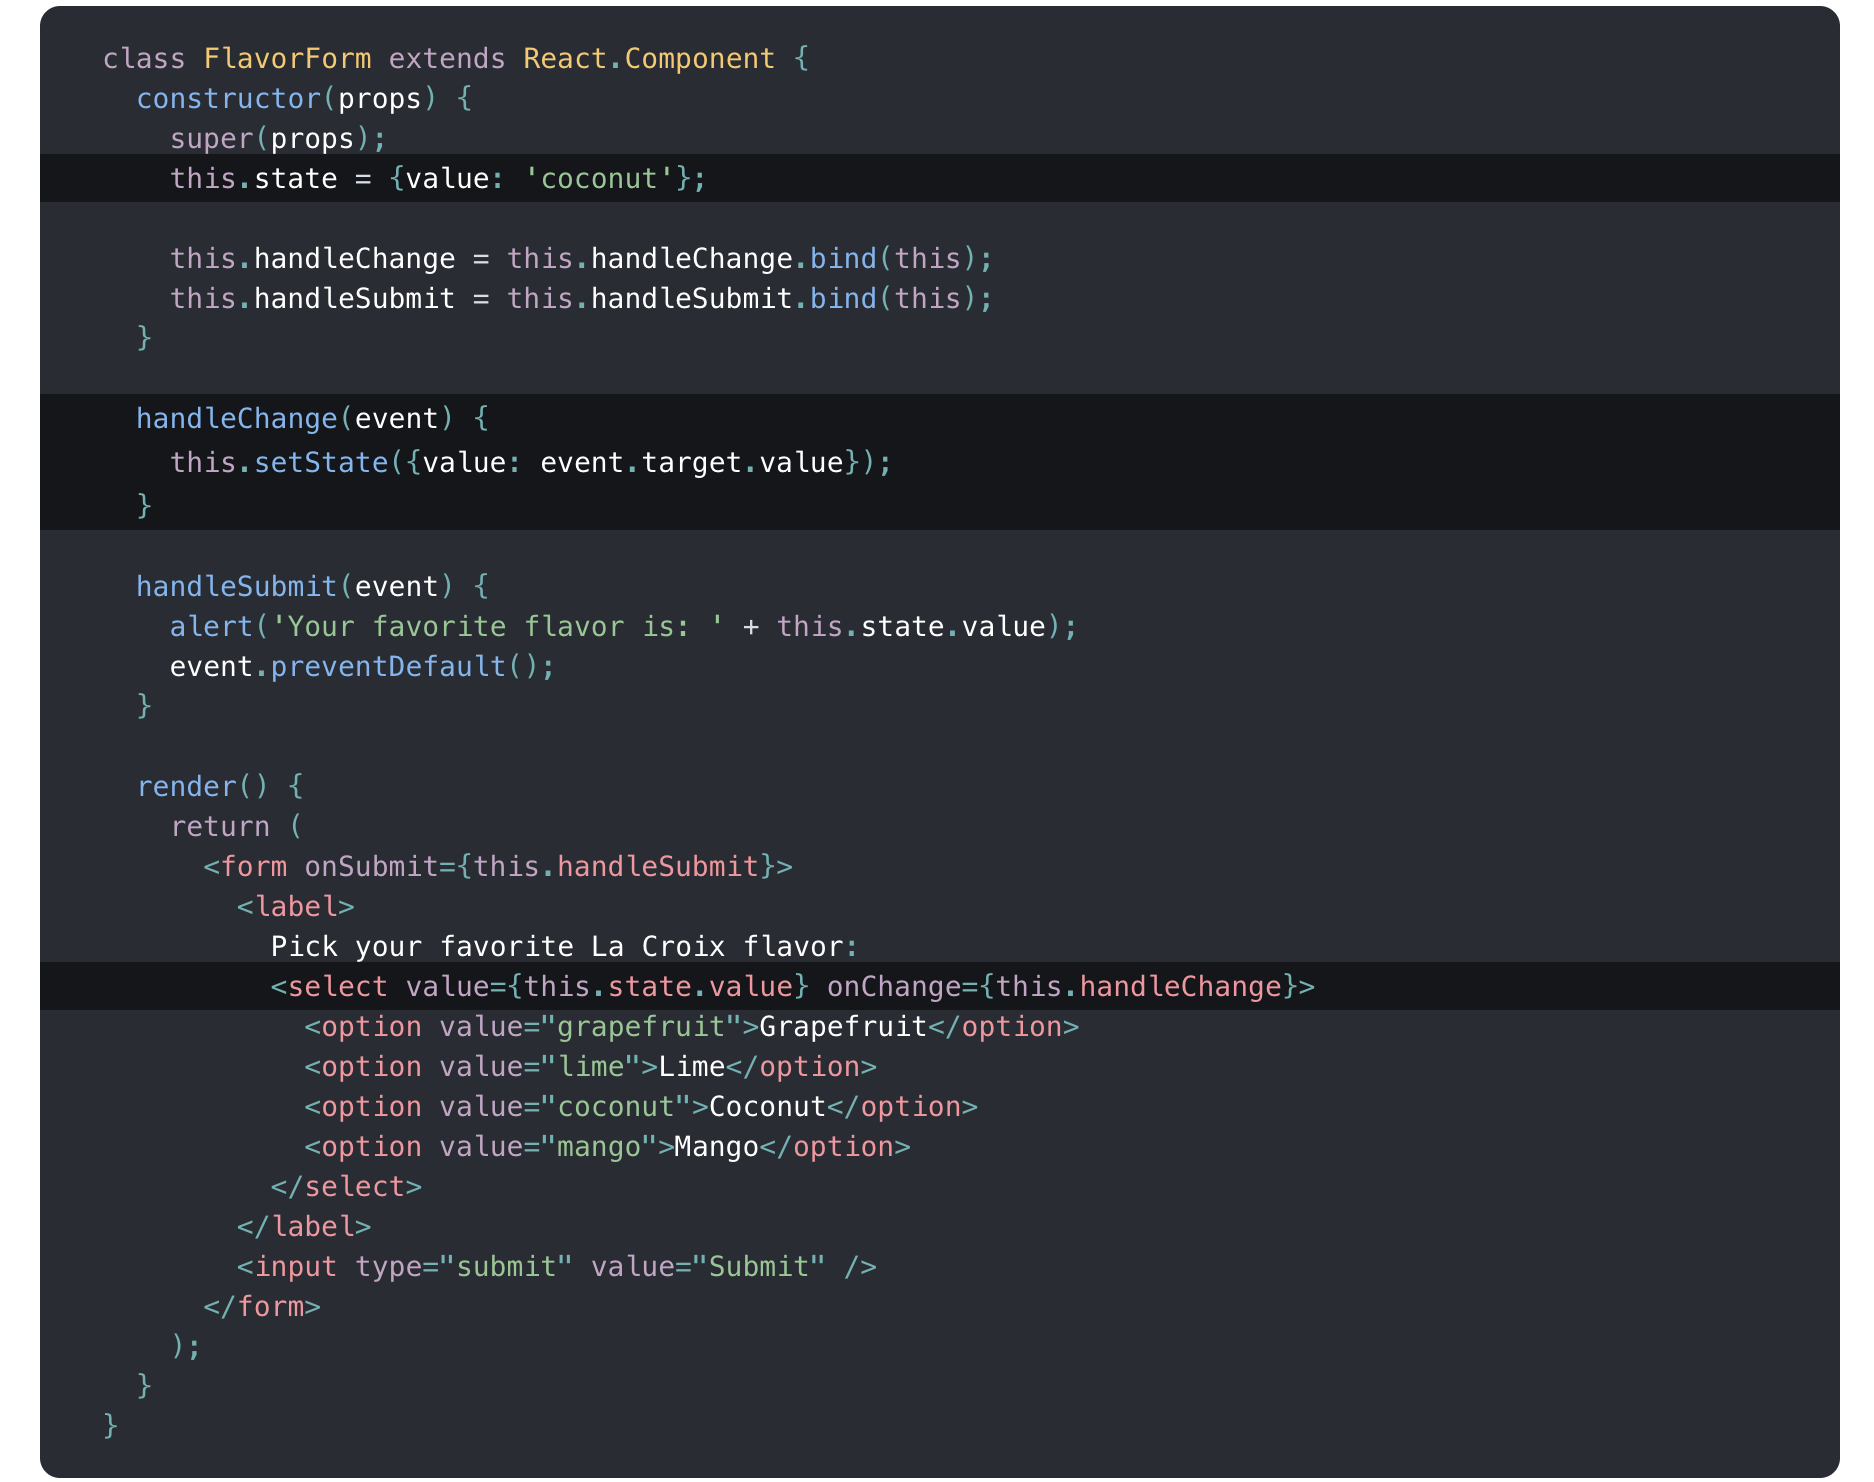 class FlavorForm extends React.Component {
  constructor(props) {
    super(props);
    this.state = {value: 'coconut'};

    this.handleChange = this.handleChange.bind(this);
    this.handleSubmit = this.handleSubmit.bind(this);
  }

  handleChange(event) {
    this.setState({value: event.target.value});
  }

  handleSubmit(event) {
    alert('Your favorite flavor is: ' + this.state.value);
    event.preventDefault();
  }

  render() {
    return (
      <form onSubmit={this.handleSubmit}>
        <label>
          Pick your favorite La Croix flavor:
          <select value={this.state.value} onChange={this.handleChange}>
            <option value="grapefruit">Grapefruit</option>
            <option value="lime">Lime</option>
            <option value="coconut">Coconut</option>
            <option value="mango">Mango</option>
          </select>
        </label>
        <input type="submit" value="Submit" />
      </form>
    );
  }
}